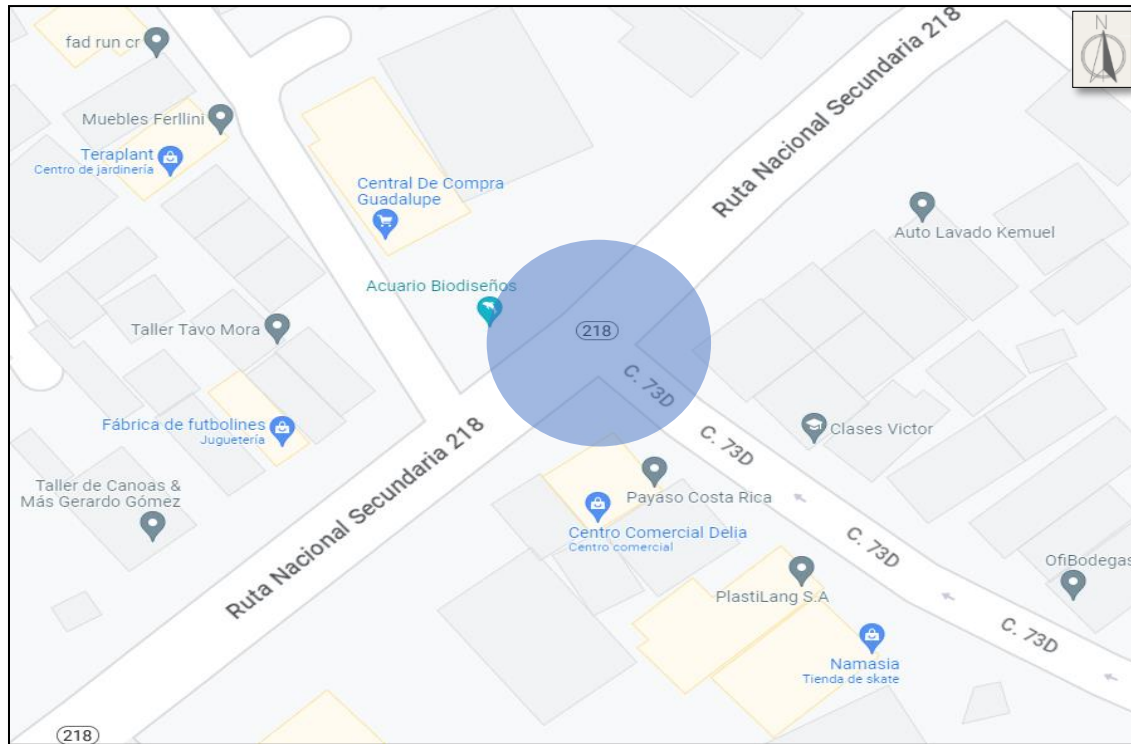 N
fad run cr
Ruta Nacional Secundaria 218
Muebles Ferllini
Teraplant
Centro de jardinería
Central De Compra
Guadalupe
Auto Lavado Kemuel
Acuario Biodiseños
Taller Tavo Mora
218
C. 73D
Fábrica de futbolines
Juguetería
Clases Victor
C. 73D
Taller de Canoas &
Más Gerardo Gómez
Ruta Nacional Secundaria 218
Payaso Costa Rica
Centro Comercial Delia
Centro comercial
C. 73D
OfiBodegas
PlastiLang S.A
C. 73D
Namasia
Tienda de skate
218